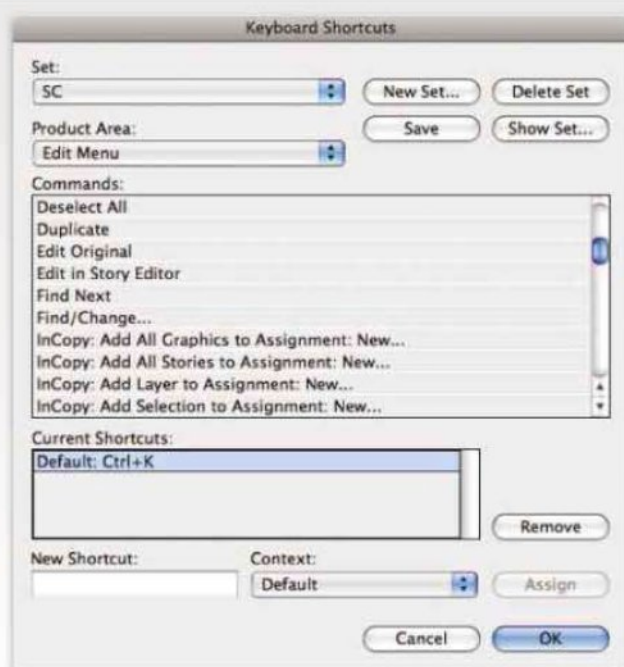 Keyboard Shortcuts
Set:
SC
New Set...
Delete Set
Product Area:
Save
Show Set...
Edit Menu
Commands:
Deselect All
Duplicate
Edit Original
Edit in Story Editor
Find Next
Find/Change...
InCopy: Add All Graphics to Assignment: New...
InCopy: Add All Stories to Assignment: New...
InCopy: Add Layer to Assignment: New...
InCopy: Add Selection to Assignment: New...
Current Shortcuts:
Default: Ctrl+K
Remove
New Shortcut:
Context:
Default
Assign
Cancel
OK